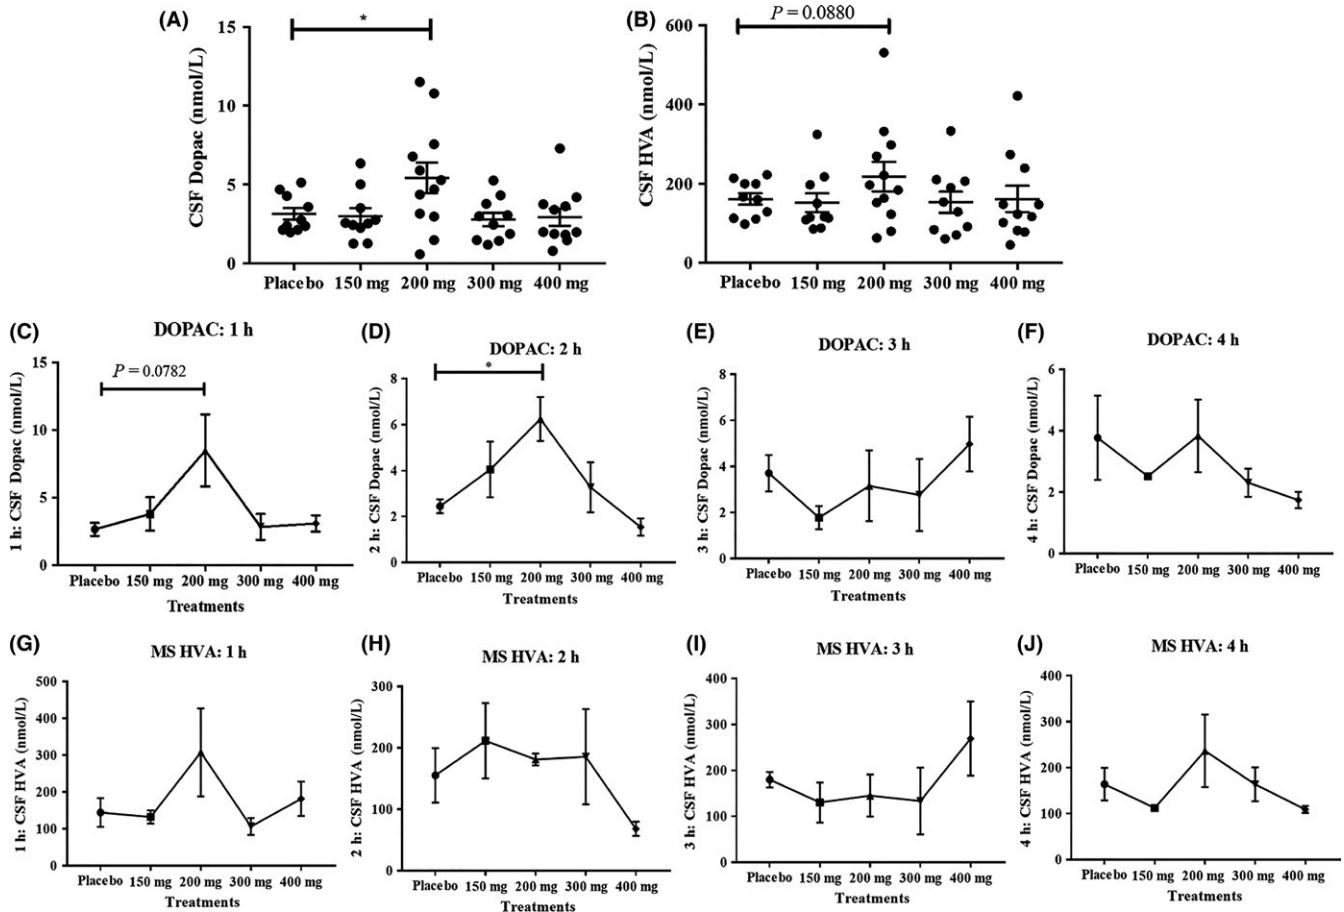 (A)
*
CSF Dopac (nmol/L)
15
10
5
0
Placebo 150 mg 200 mg 300 mg 400 mg
(B)
P = 0.0880
CSF HVA (nmol/L)
600
400
200
0
Placebo 150 mg 200 mg 300 mg 400 mg
(C)
DOPAC: 1 h
P = 0.0782
1 h: CSF Dopac (nmol/L)
15
10
5
0
Placebo 150 mg 200 mg 300 mg 400 mg
Treatments
(D)
DOPAC: 2 h
*
2 h: CSF Dopac (nmol/L)
8
6
4
2
0
Placebo 150 mg 200 mg 300 mg 400 mg
Treatments
(E)
DOPAC: 3 h
3 h: CSF Dopac (nmol/L)
8
6
4
2
0
Placebo 150 mg 200 mg 300 mg 400 mg
Treatments
(F)
DOPAC: 4 h
4 h: CSF Dopac (nmol/L)
6
4
2
0
Placebo 150 mg 200 mg 300 mg 400 mg
Treatments
(G)
MS HVA: 1 h
1 h: CSF HVA (nmol/L)
500
400
300
200
100
0
Placebo 150 mg 200 mg 300 mg 400 mg
Treatments
(H)
MS HVA: 2 h
2 h: CSF HVA (nmol/L)
300
200
100
0
Placebo 150 mg 200 mg 300 mg 400 mg
Treatments
(I)
MS HVA: 3 h
3 h: CSF HVA (nmol/L)
400
300
200
100
0
Placebo 150 mg 200 mg 300 mg 400 mg
Treatments
(J)
MS HVA: 4 h
4 h: CSF HVA (nmol/L)
400
300
200
100
0
Placebo 150 mg 200 mg 300 mg 400 mg
Treatments